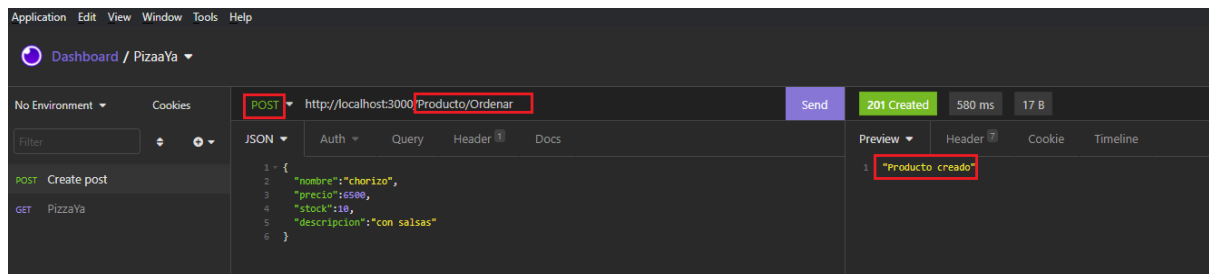 Application Edit View Window Tools Help
Dashboard / PizaaYa
No Environment Cookies
POST http://localhost:3000/Producto/Ordenar Send
201 Created 580 ms 17 B
Filter
JSON Auth Query Header 1 Docs
Preview Header 7 Cookie Timeline
POST Create post
GET PizzaYa
1 {
2 "nombre":"chorizo",
3 "precio":6500,
4 "stock":10,
5 "descripcion":"con salsas"
6 }
1 "Producto creado"